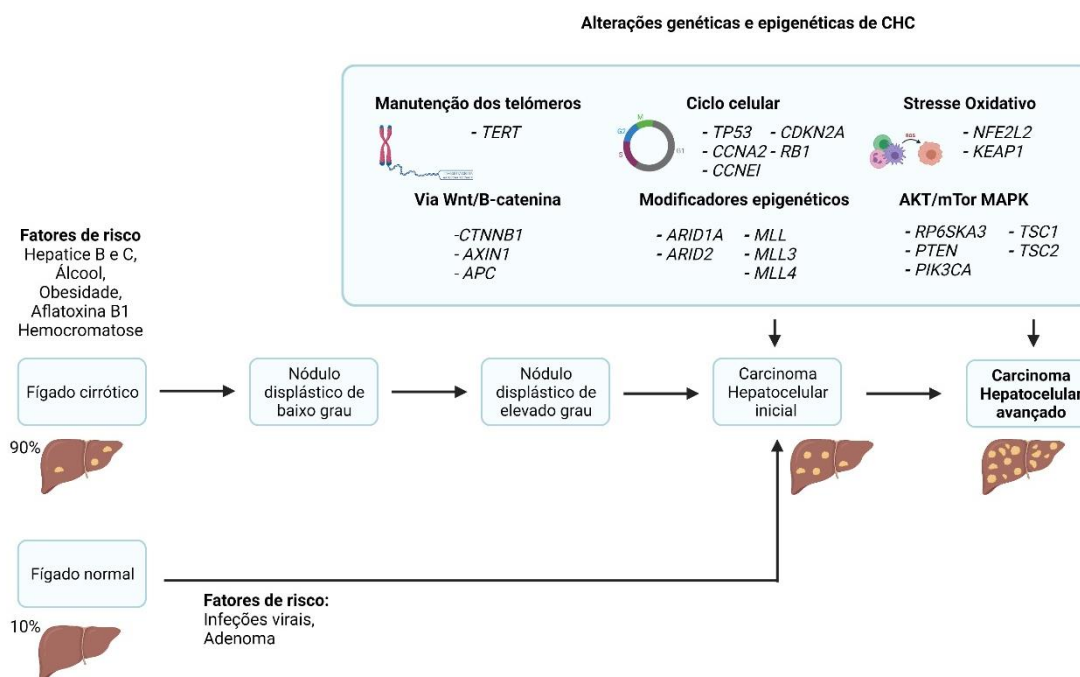 Alterações genéticas e epigenéticas de CHC
Manutenção dos telómeros
- TERT
Ciclo celular
M
G2
S
G1
- TP53 - CDKN2A
- CCNA2 - RB1
- CCNEI
Stresse Oxidativo
ROS
- NFE2L2
- KEAP1
Via Wnt/B-catenina
-CTNNB1
- AXIN1
- APC
Modificadores epigenéticos
- ARID1A - MLL
- ARID2 - MLL3
- MLL4
AKT/mTor MAPK
- RP6SKA3 - TSC1
- PTEN - TSC2
- PIK3CA
Fatores de risco
Hepatice B e C,
Álcool,
Obesidade,
Aflatoxina B1
Hemocromatose
Fígado cirrótico
Nódulo
displástico de
baixo grau
Nódulo
displástico de
elevado grau
Carcinoma
Hepatocelular
inicial
Carcinoma
Hepatocelular
avançado
90%
Fígado normal
10%
Fatores de risco:
Infeções virais,
Adenoma